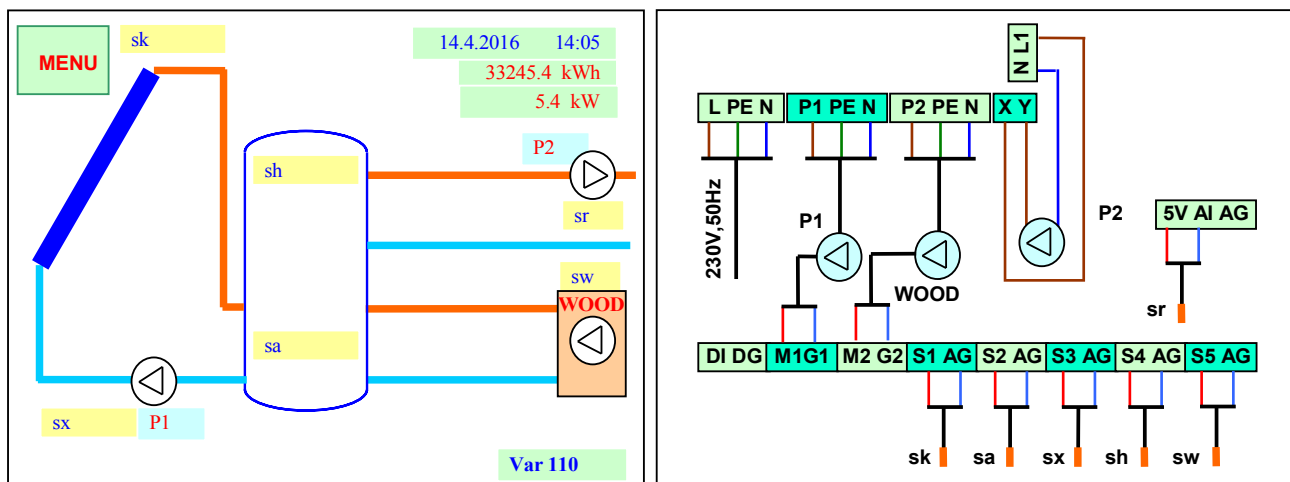 sk
MENU
14.4.2016 14:05
33245.4 kWh
5.4 kW
P2
sh
sr
sw
WOOD
sa
sx P1
Var 110
N L1
L PE N P1 PE N P2 PE N X Y
230V,50Hz
P1
P2
5V AI AG
WOOD
sr
DI DG M1G1 M2 G2 S1 AG S2 AG S3 AG S4 AG S5 AG
sk sa sx sh sw